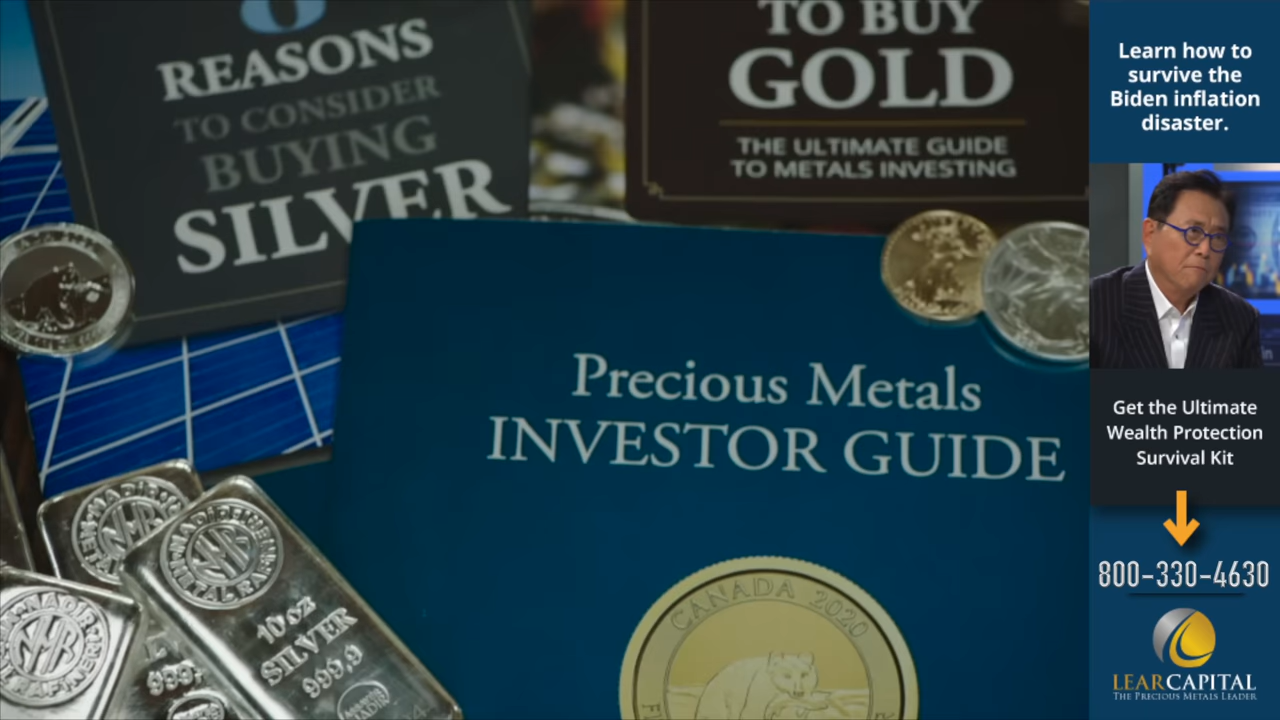 REASONS
TO CONSIDER
BUYING
SILVER
TO BUY
GOLD
THE ULTIMATE GUIDE
TO METALS INVESTING
Precious Metals
INVESTOR GUIDE
CANADA 2020
10 oz
SILVER
999,9
999,
Learn how to
survive the
Biden inflation
disaster.
Get the Ultimate
Wealth Protection
Survival Kit
800-330-4630
LEARCAPITAL
THE PRECIOUS METALS LEADER